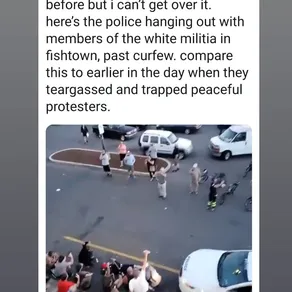 before but i can't get over it.
here's the police hanging out with
members of the white militia in
fishtown, past curfew. compare
this to earlier in the day when they
teargassed and trapped peaceful
protesters.